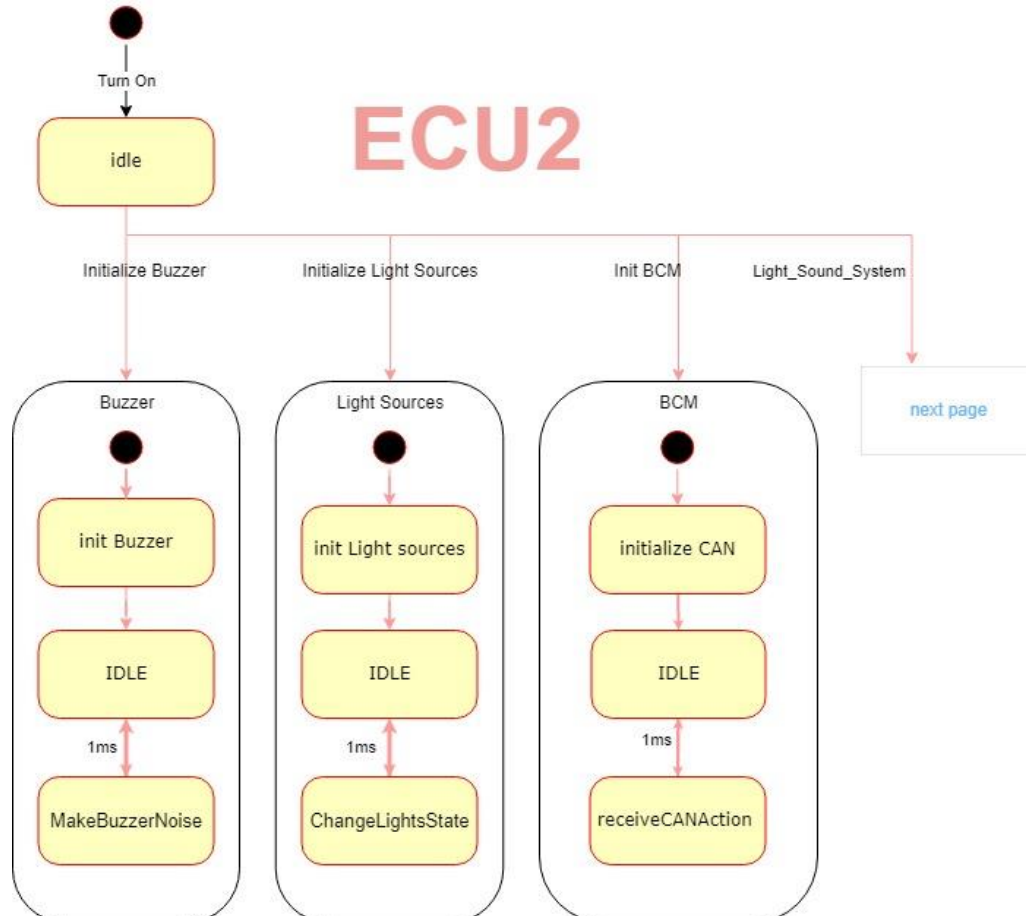 Turn On
ECU2
idle
Initialize Buzzer
Initialize Light Sources
Init BCM
Light_Sound_System
next page
Buzzer
Light Sources
BCM
init Buzzer
init Light sources
initialize CAN
IDLE
IDLE
IDLE
1ms
1ms
1ms
MakeBuzzerNoise
ChangeLightsState
receiveCANAction